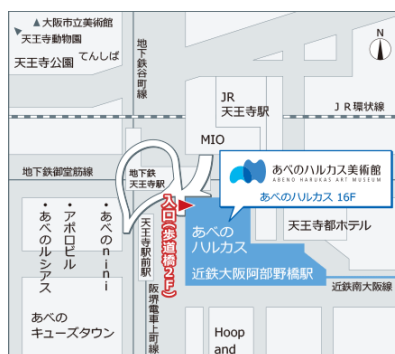 ▲大阪市立美術館
天王寺動物園
天王寺公園 てんしば
地下鉄谷町線
N
JR
天王寺駅
JR環状線
MIO
地下鉄御堂筋線
地下鉄
天王寺駅
あべのハルカス美術館
ABENO HARUKAS ART MUSEUM
あべのハルカス 16F
入口(歩道橋2F)
・あべのnini
・アポロビル
・あべのルシアス
天王寺駅前駅
あべの
ハルカス
天王寺都ホテル
近鉄大阪阿部野橋駅
近鉄南大阪線
阪堺電車上町線
あべの
キューズタウン
Hoop
and